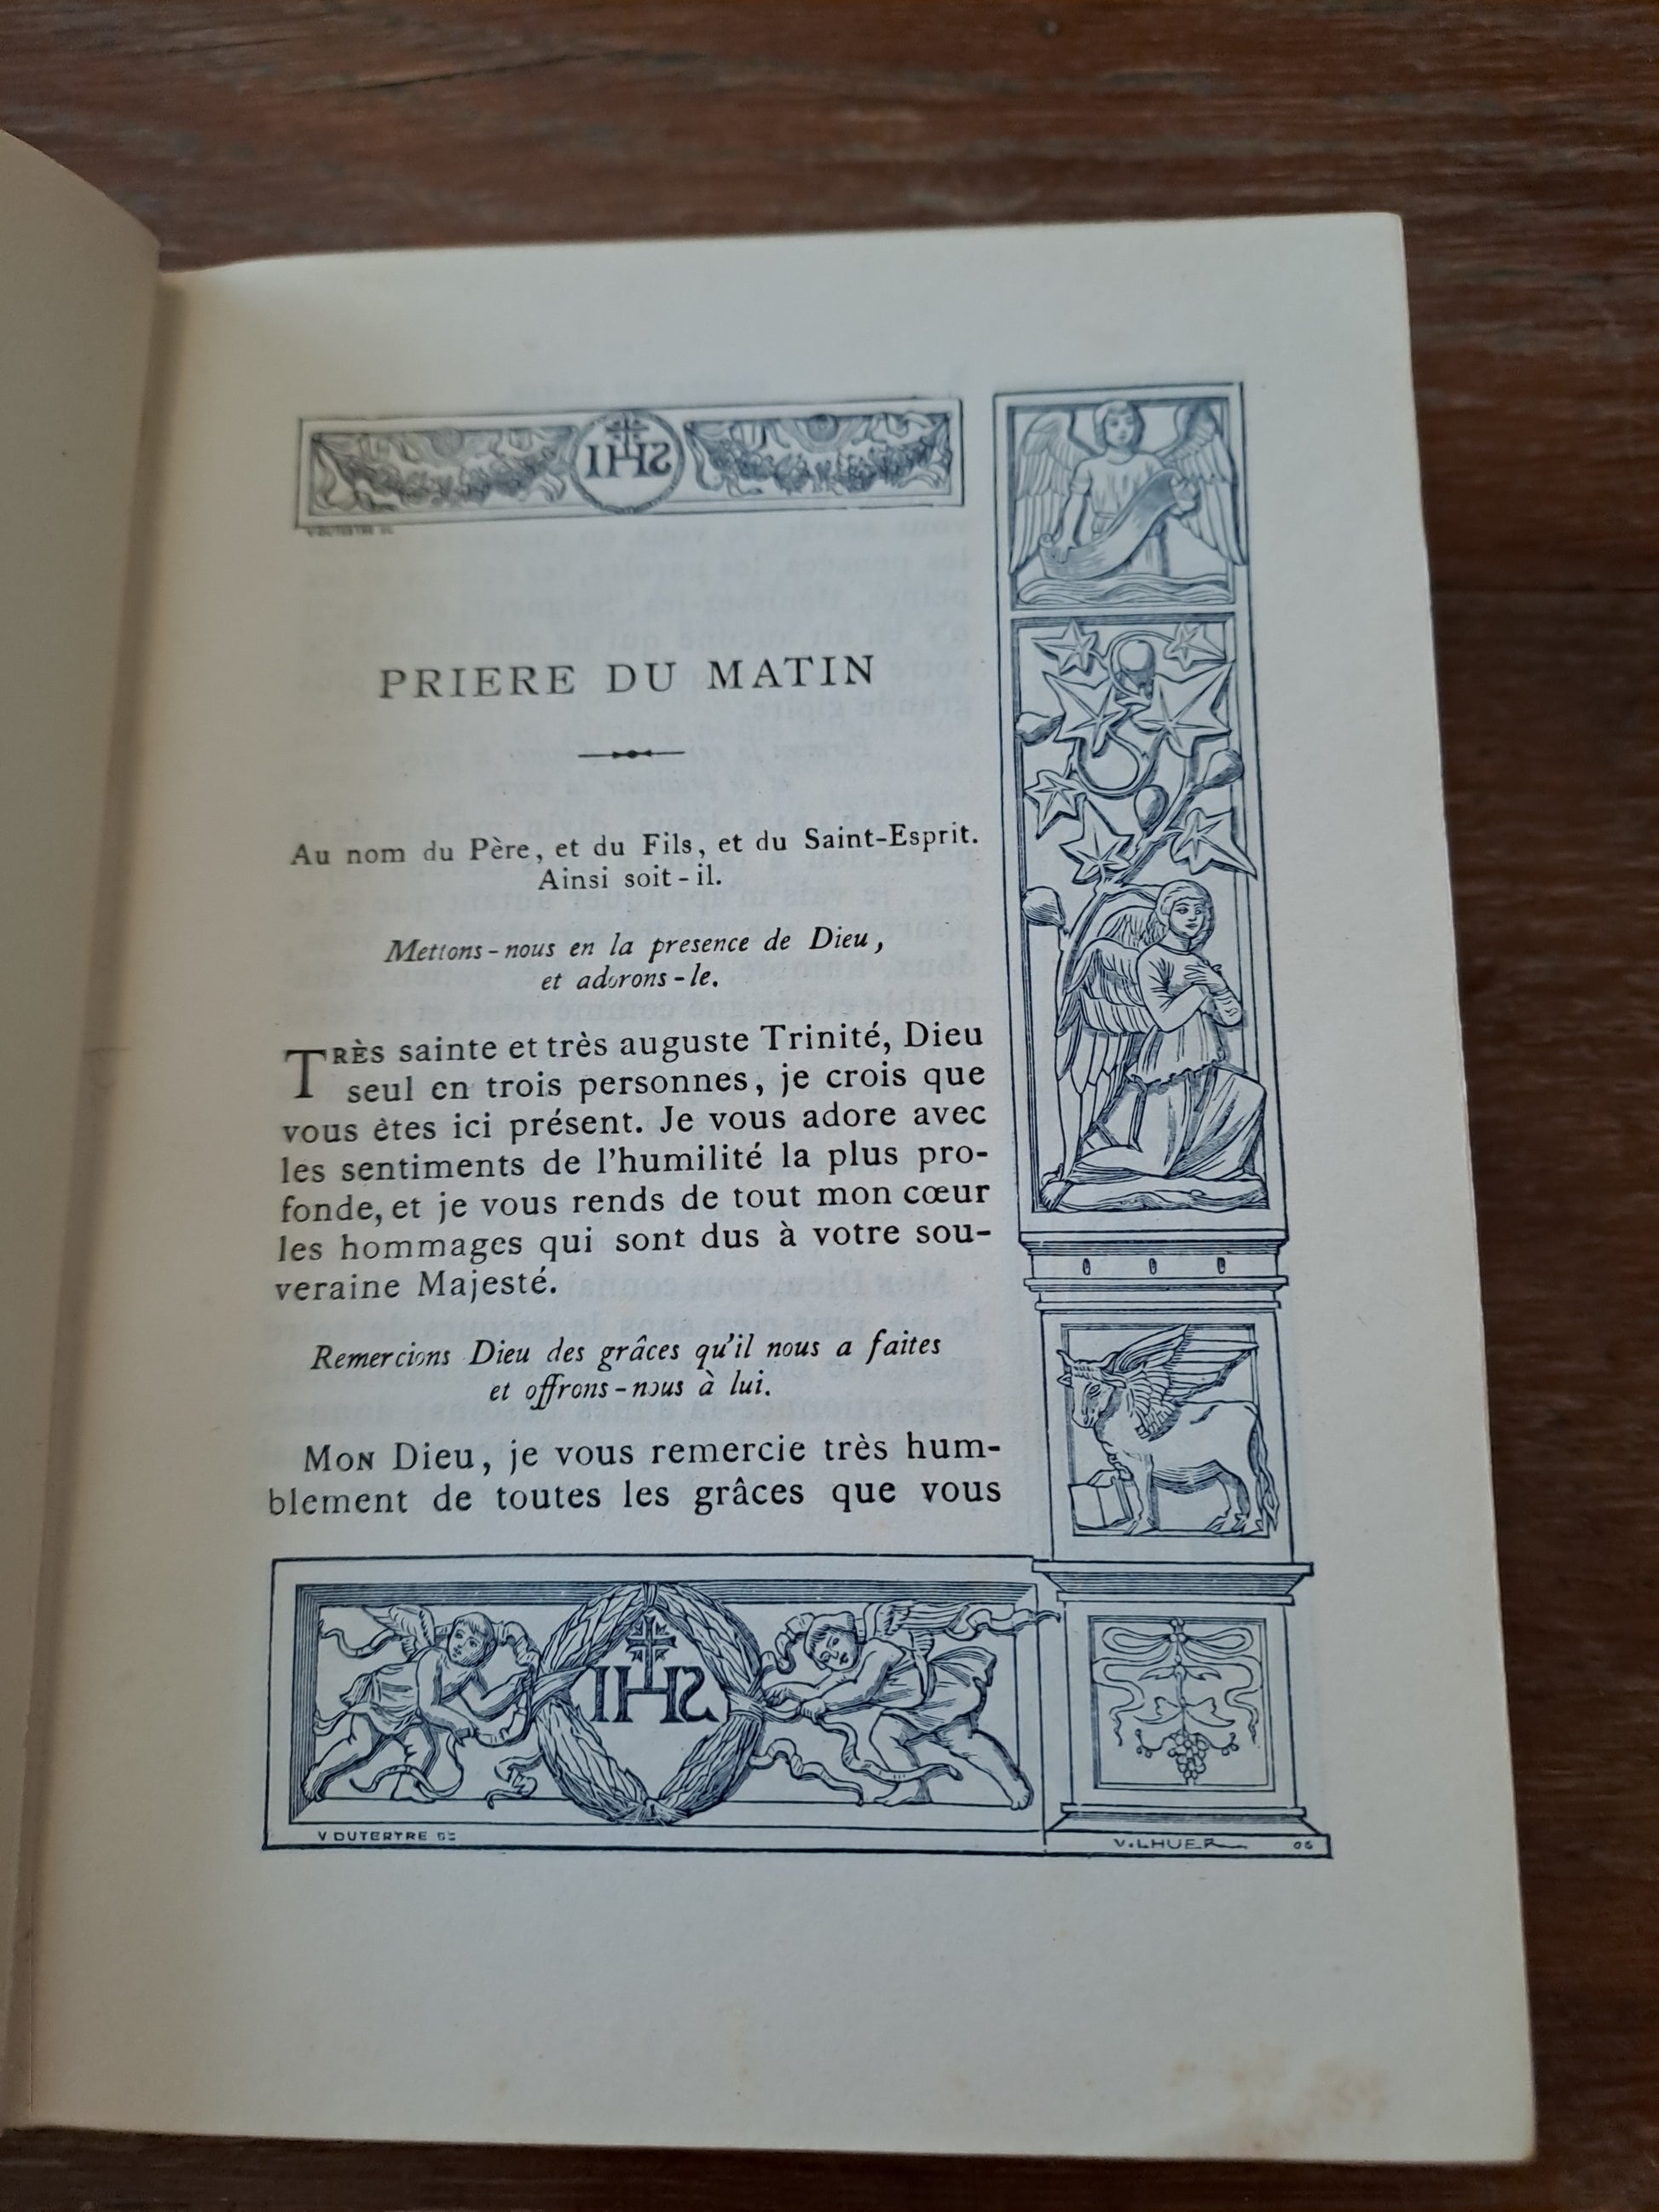 IHS
V DUTERTRE DE
PRIERE DU MATIN
Au nom du Père, et du Fils, et du Saint-Esprit.
Ainsi soit-il.
Mettons-nous en la presence de Dieu,
et adorons-le.
TRÈS sainte et très auguste Trinité, Dieu
seul en trois personnes, je crois que
vous êtes ici présent. Je vous adore avec
les sentiments de l'humilité la plus pro-
fonde, et je vous rends de tout mon cœur
les hommages qui sont dus à votre sou-
veraine Majesté.
Remercions Dieu des grâces qu'il nous a faites
et offrons-nous à lui.
MON Dieu, je vous remercie très hum-
blement de toutes les grâces que vous
IHS
V DUTERTRE DE
V. LHUER 06